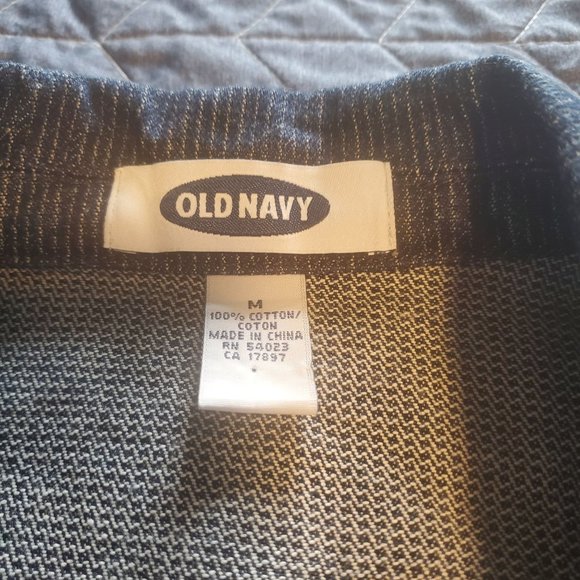 OLD NAVY
M
100% COTTON/
COTON
MADE IN CHINA
RN 54023
CA 17897